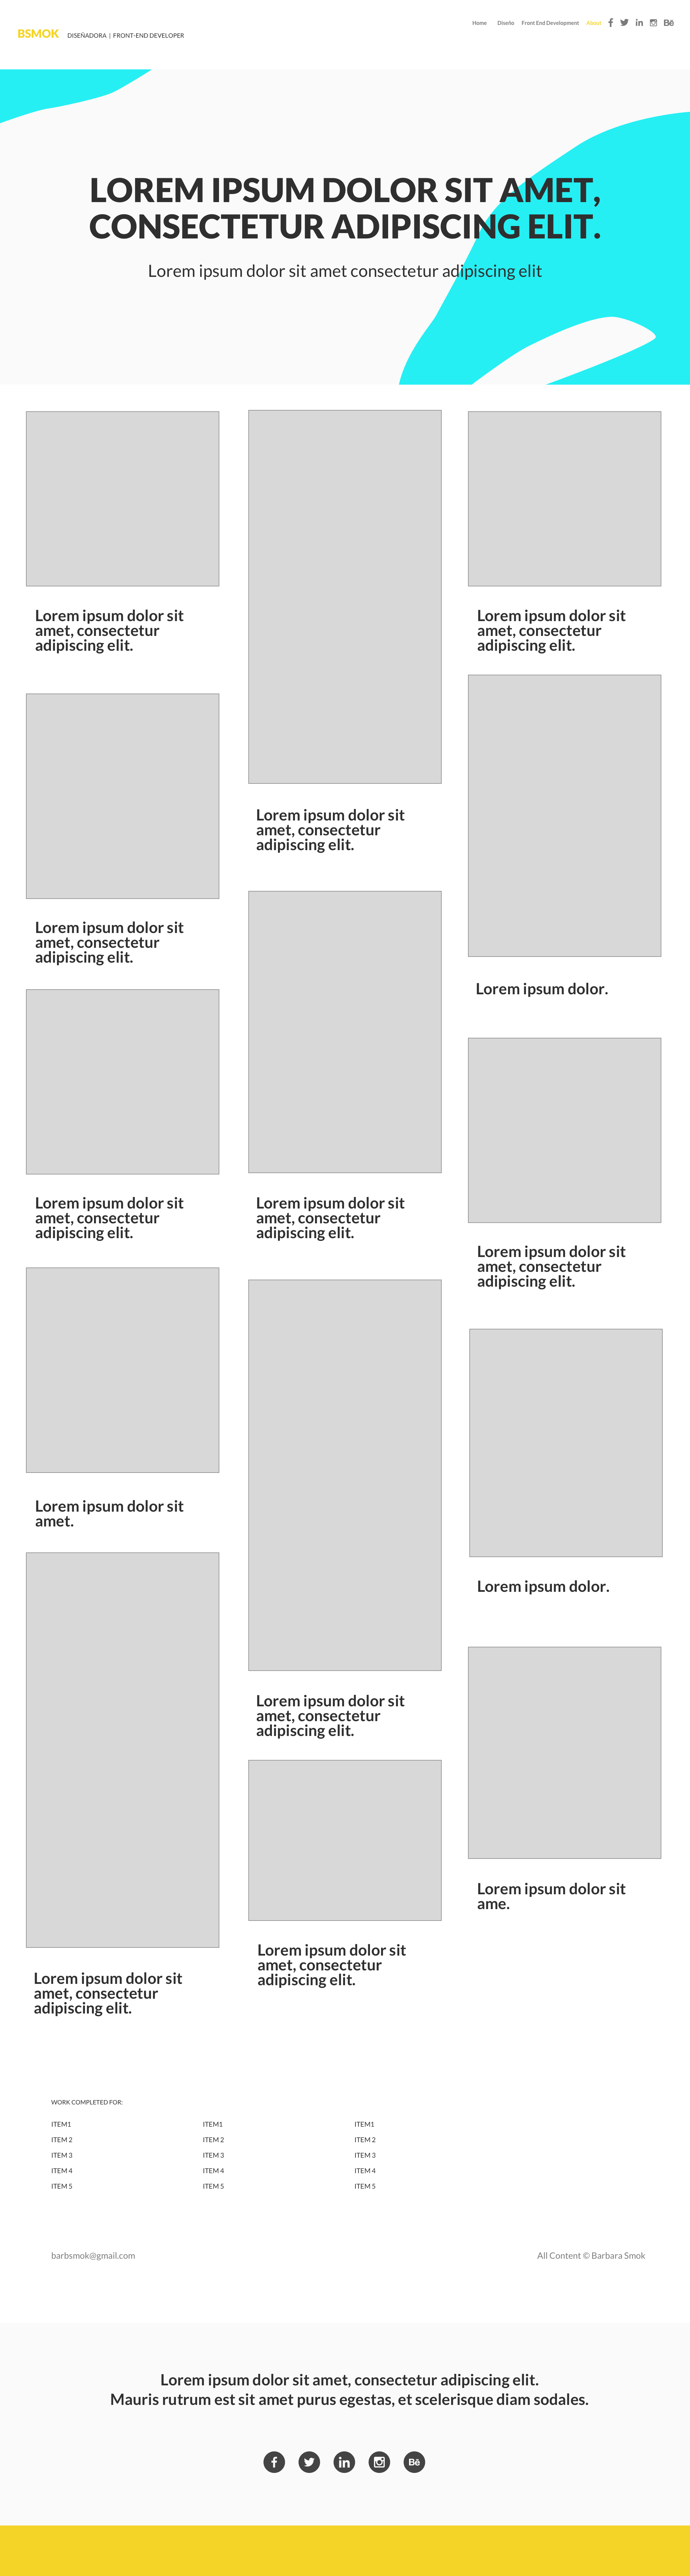 BSMOK DISEÑADORA | FRONT-END DEVELOPER
Home Diseño Front End Development About
LOREM IPSUM DOLOR SIT AMET,
CONSECTETUR ADIPISCING ELIT.
Lorem ipsum dolor sit amet consectetur adipiscing elit
Lorem ipsum dolor sit
amet, consectetur
adipiscing elit.
Lorem ipsum dolor sit
amet, consectetur
adipiscing elit.
Lorem ipsum dolor sit
amet, consectetur
adipiscing elit.
Lorem ipsum dolor sit
amet, consectetur
adipiscing elit.
Lorem ipsum dolor.
Lorem ipsum dolor sit
amet, consectetur
adipiscing elit.
Lorem ipsum dolor sit
amet, consectetur
adipiscing elit.
Lorem ipsum dolor sit
amet, consectetur
adipiscing elit.
Lorem ipsum dolor sit
amet.
Lorem ipsum dolor.
Lorem ipsum dolor sit
amet, consectetur
adipiscing elit.
Lorem ipsum dolor sit
ame.
Lorem ipsum dolor sit
amet, consectetur
adipiscing elit.
Lorem ipsum dolor sit
amet, consectetur
adipiscing elit.
WORK COMPLETED FOR:
ITEM1 ITEM1 ITEM1
ITEM 2 ITEM 2 ITEM 2
ITEM 3 ITEM 3 ITEM 3
ITEM 4 ITEM 4 ITEM 4
ITEM 5 ITEM 5 ITEM 5
barbsmok@gmail.com All Content © Barbara Smok
Lorem ipsum dolor sit amet, consectetur adipiscing elit.
Mauris rutrum est sit amet purus egestas, et scelerisque diam sodales.